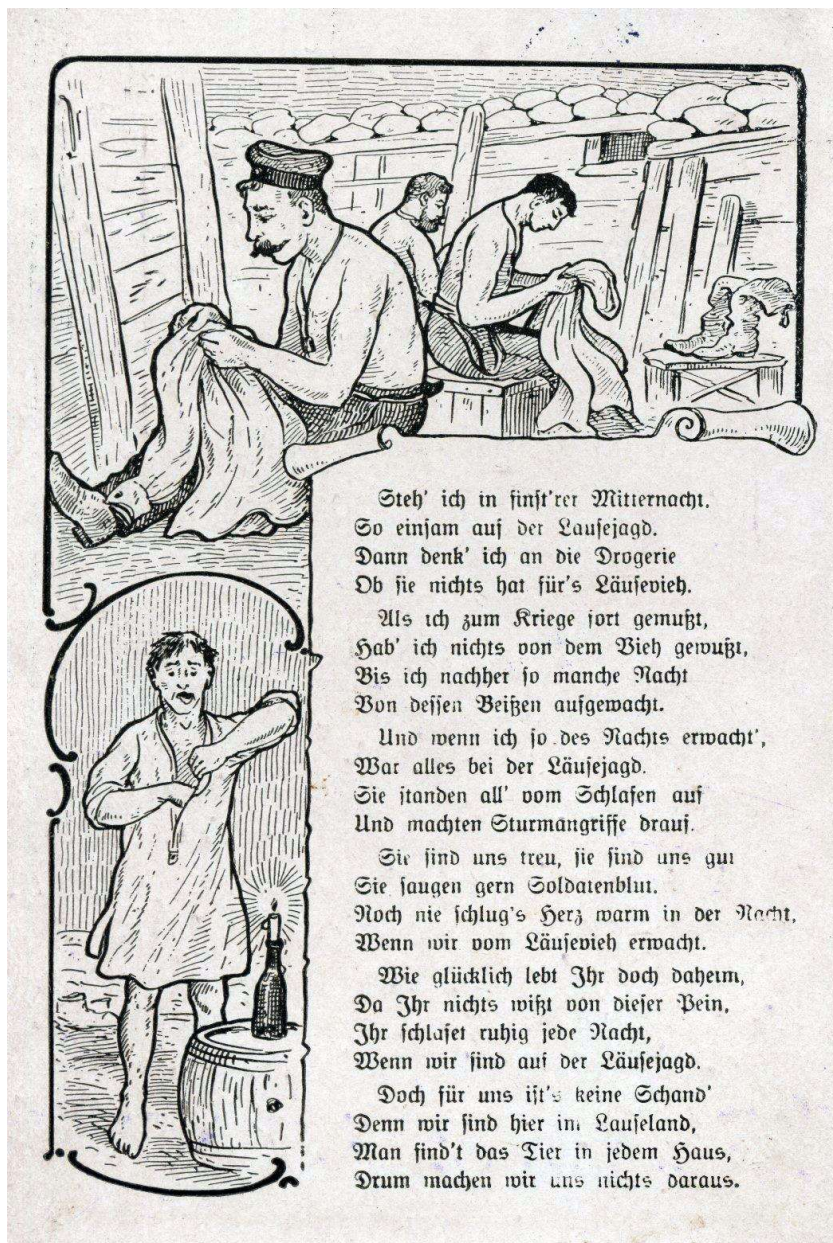 Steh' ich in finst'rer Mitternacht.
So einsam auf der Lausejagd.
Dann denk' ich an die Drogerie
Ob sie nichts hat für's Läusevieh.
Als ich zum Kriege fort gemußt,
Hab' ich nichts von dem Vieh gewußt,
Bis ich nachher so manche Nacht
Von dessen Beißen aufgewacht.
Und wenn ich so des Nachts erwacht',
War alles bei der Läusejagd.
Sie standen all' vom Schlafen auf
Und machten Sturmangriffe drauf.
Sie sind uns treu, sie sind uns gut
Sie saugen gern Soldatenblut.
Noch nie schlug's Herz warm in der Nacht,
Wenn wir vom Läusevieh erwacht.
Wie glücklich lebt Ihr doch daheim,
Da Ihr nichts wißt von dieser Pein,
Ihr schlafet ruhig jede Nacht,
Wenn wir sind auf der Läusejagd.
Doch für uns ist's keine Schand'
Denn wir sind hier im Lauseland,
Man find't das Tier in jedem Haus,
Drum machen wir uns nichts daraus.